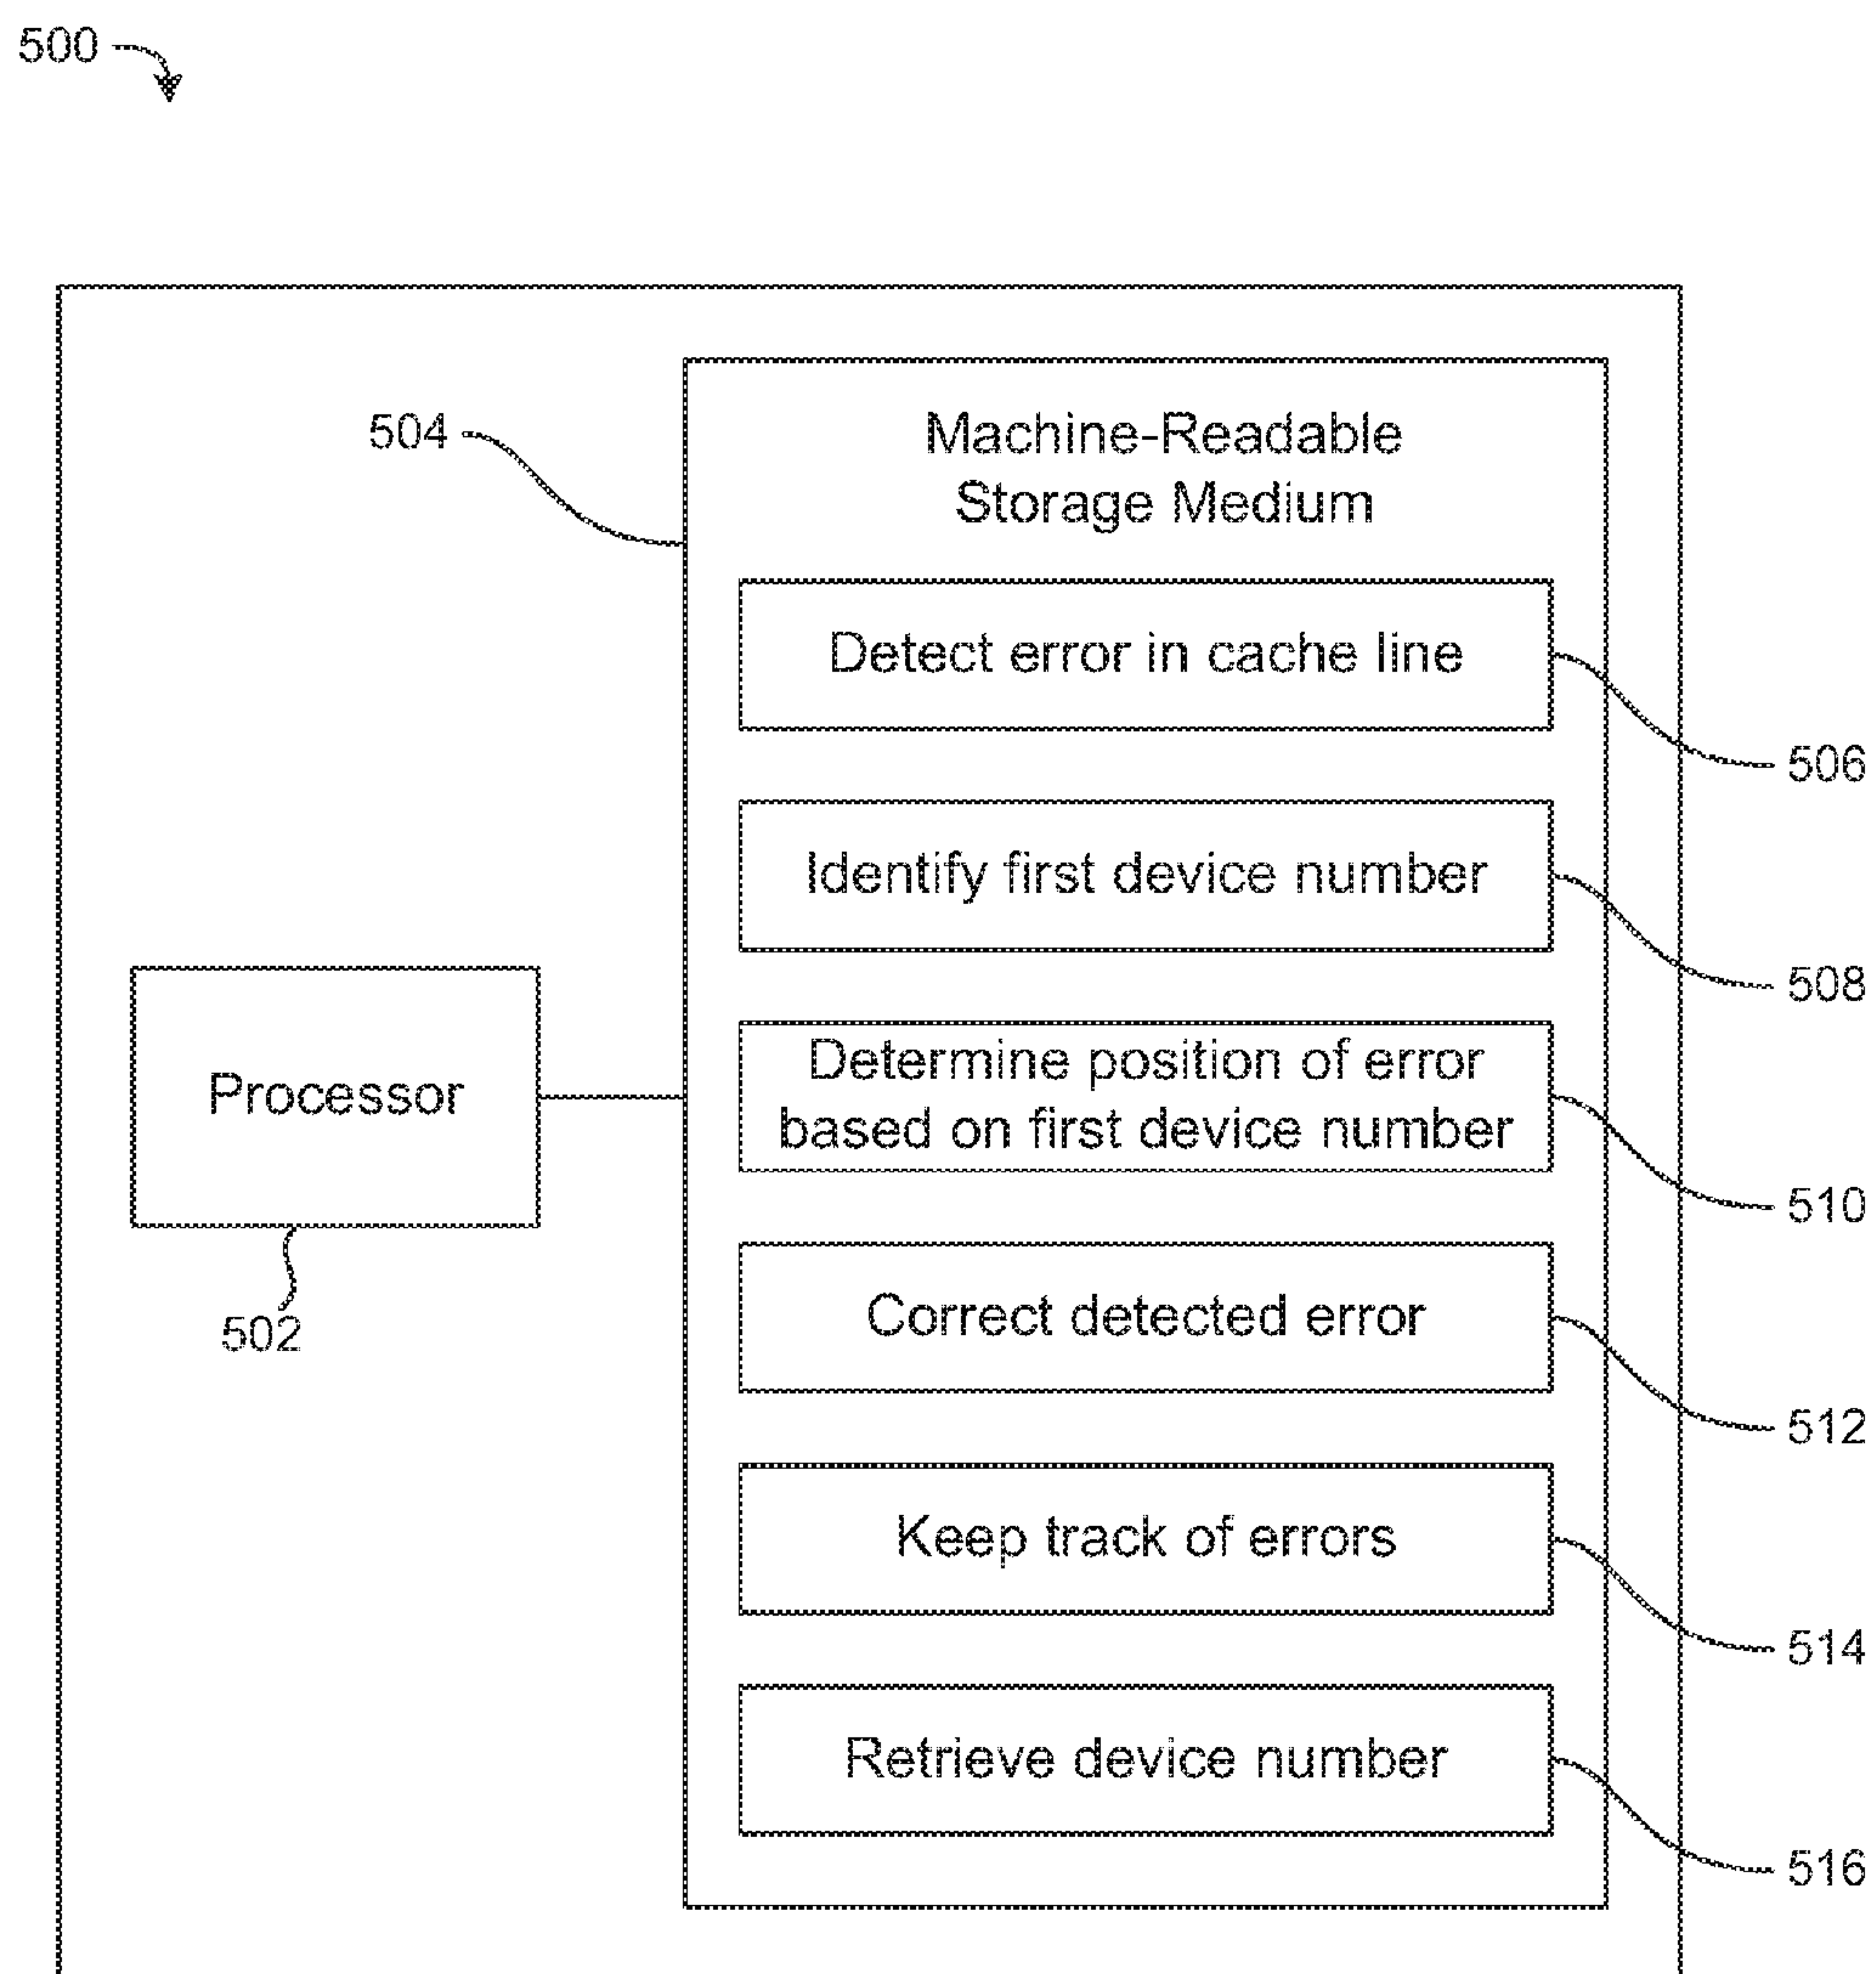 500
504
Machine-Readable
Storage Medium
Detect error in cache line
506
Identify first device number
508
Determine position of error
based on first device number
510
Processor
502
Correct detected error
512
Keep track of errors
514
Retrieve device number
516